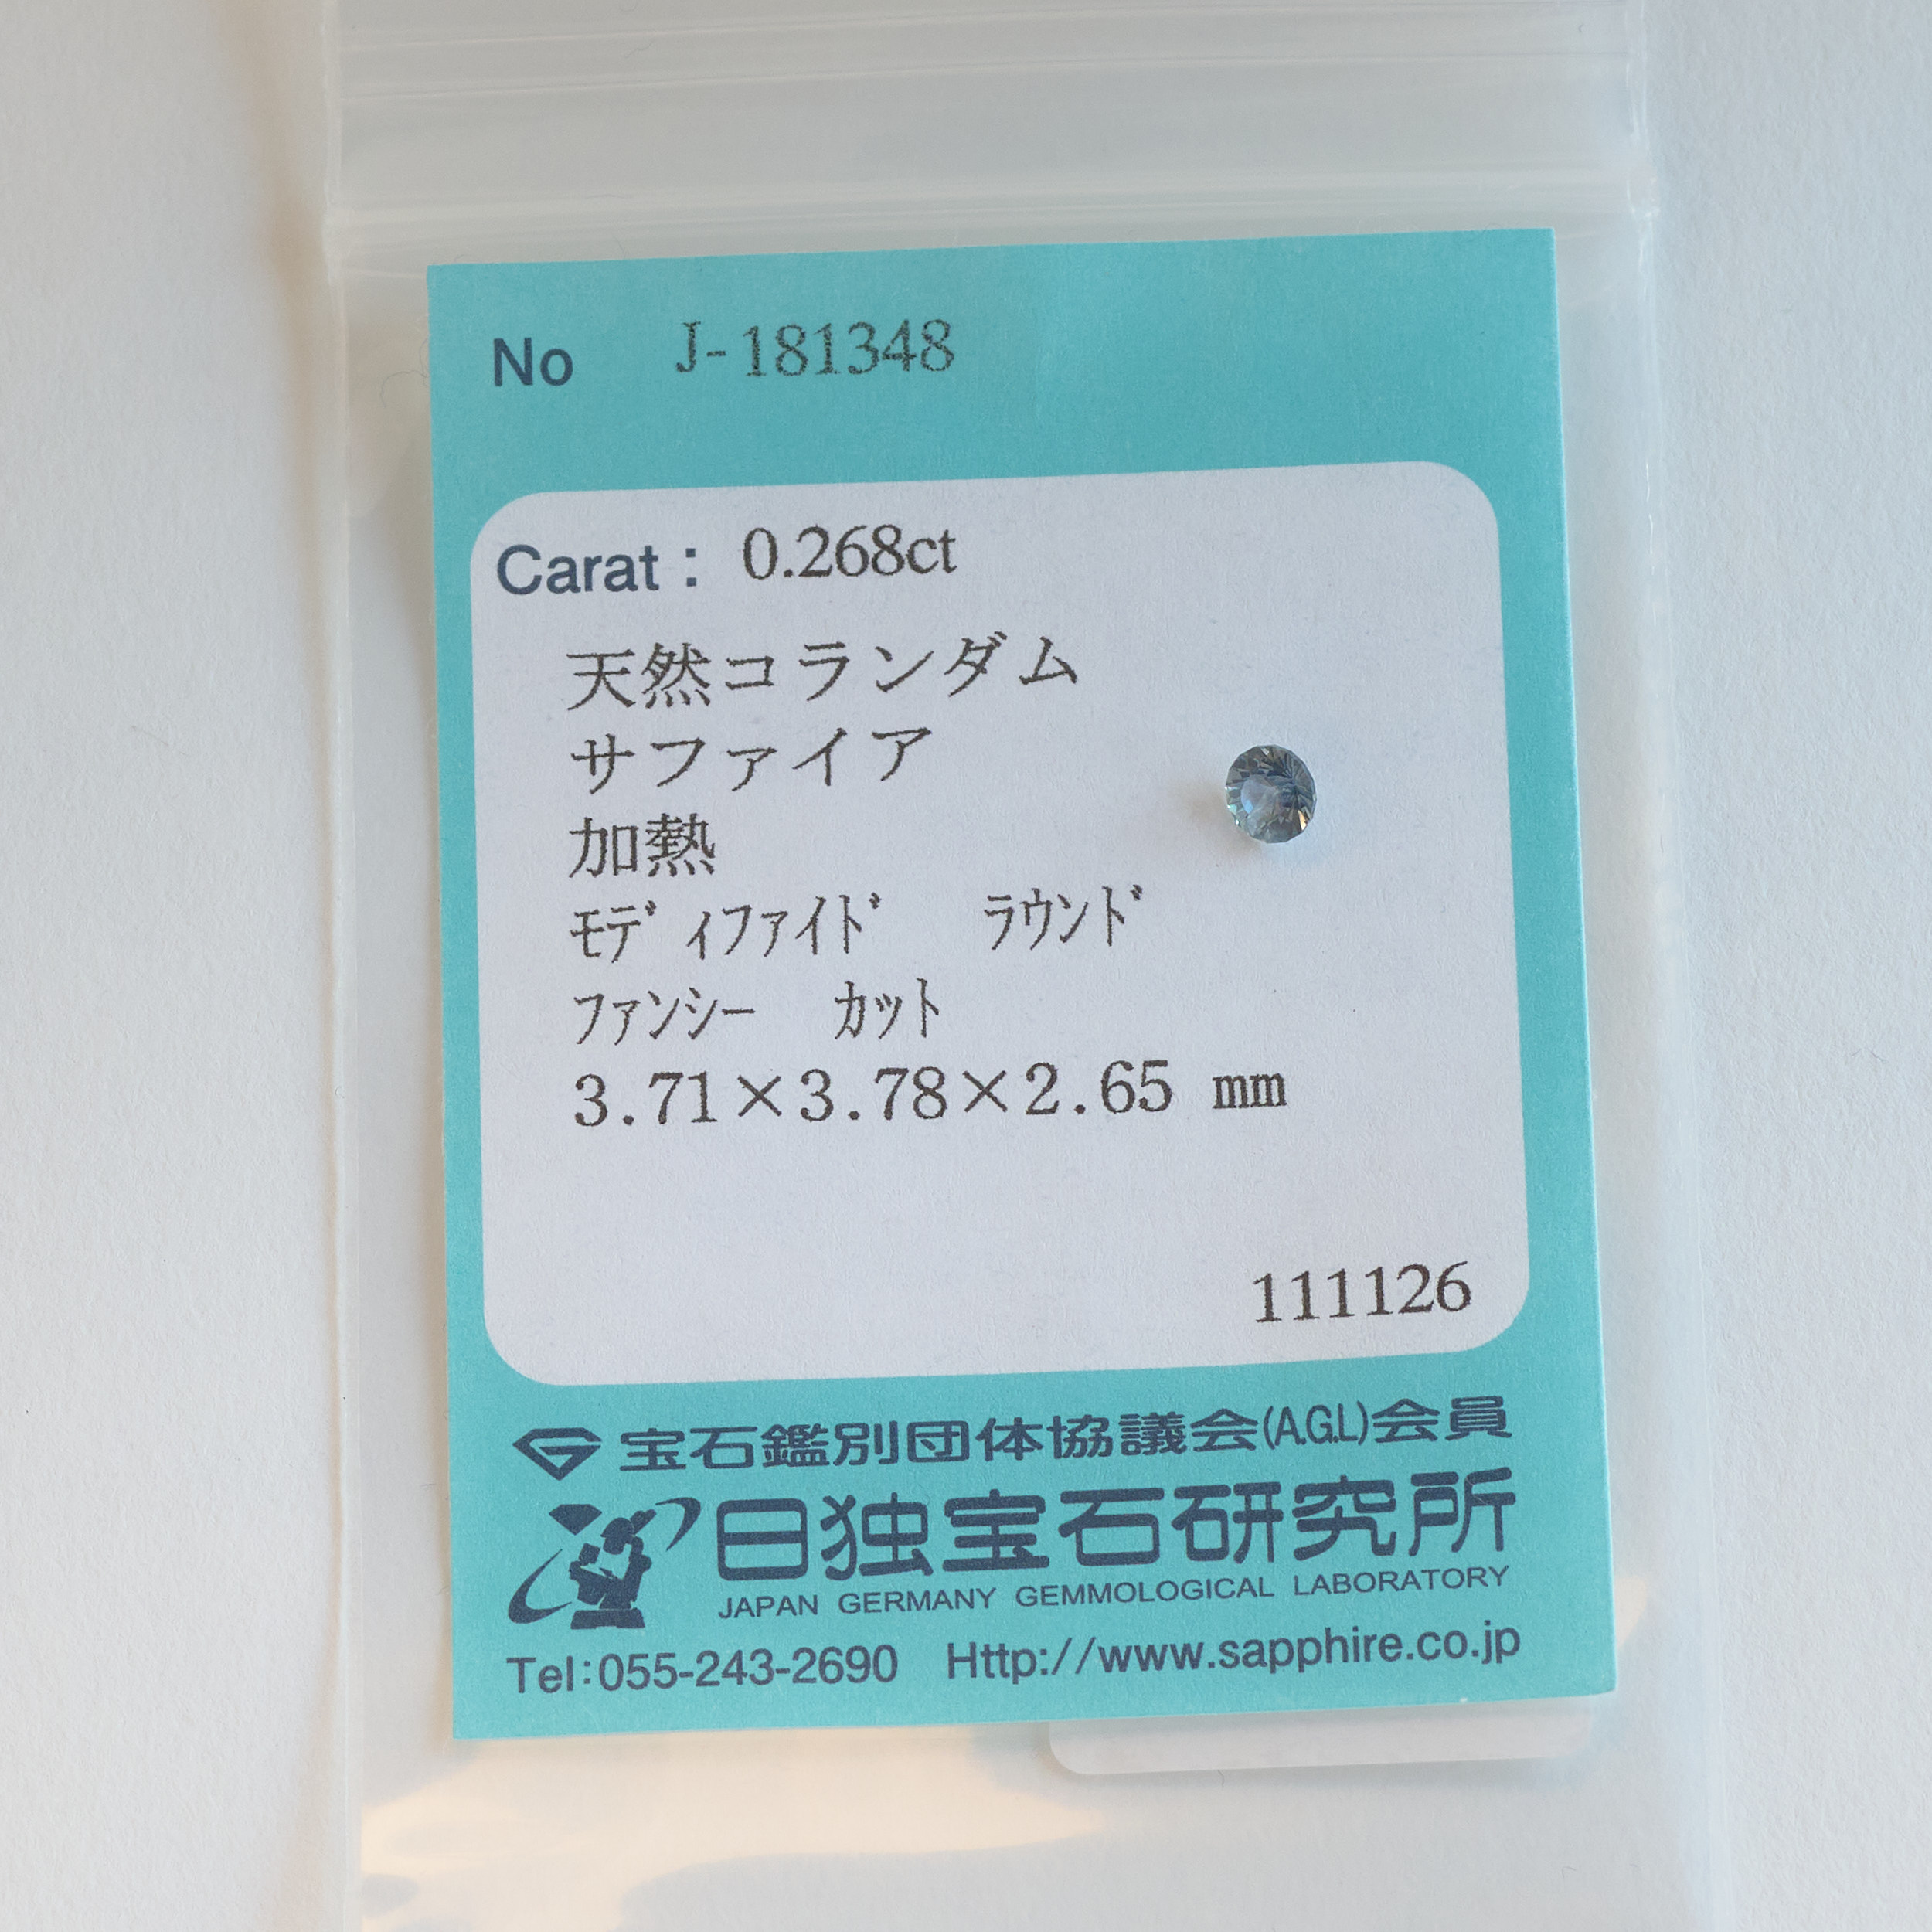 No J-181348
Carat： 0.268ct
天然コランダム
サファイア
加熱
ﾓﾃﾞｨﾌｧｲﾄﾞ ﾗｳﾝﾄﾞ
ﾌｧﾝｼｰ ｶｯﾄ
3.71×3.78×2.65 mm
111126
宝石鑑別団体協議会(A.G.L)会員
日独宝石研究所
JAPAN GERMANY GEMMOLOGICAL LABORATORY
Tel:055-243-2690 Http://www.sapphire.co.jp